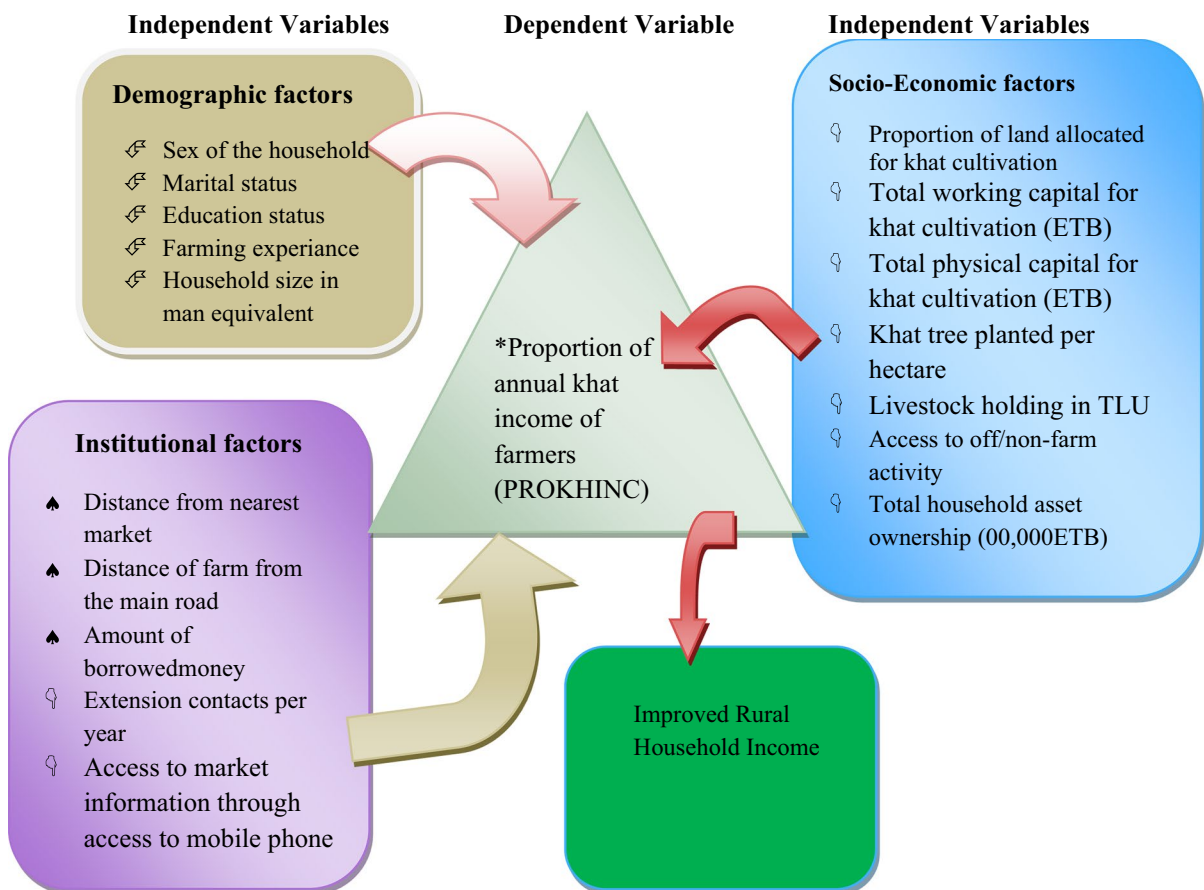 Independent Variables
Dependent Variable
Independent Variables
Demographic factors
Sex of the household
Marital status
Education status
Farming experiance
Household size in
man equivalent
Socio-Economic factors
Proportion of land allocated
for khat cultivation
Total working capital for
khat cultivation (ETB)
Total physical capital for
khat cultivation (ETB)
Khat tree planted per
hectare
Livestock holding in TLU
Access to off/non-farm
activity
Total household asset
ownership (00,000ETB)
*Proportion of
annual khat
income of
farmers
(PROKHINC)
Institutional factors
Distance from nearest
market
Distance of farm from
the main road
Amount of
borrowedmoney
Extension contacts per
year
Access to market
information through
access to mobile phone
Improved Rural
Household Income